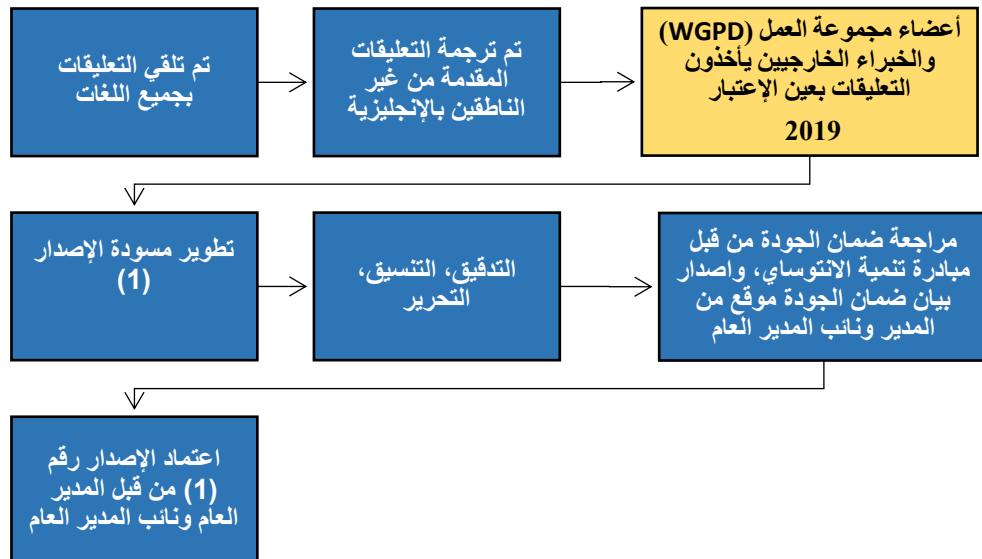 تم تلقي التعليقات
بجميع اللغات
تم ترجمة التعليقات
المقدمة من غير
الناطقين بالإنجليزية
أعضاء مجموعة العمل (WGPD)
والخبراء الخارجيين يأخذون
التعليقات بعين الإعتبار
2019
تطوير مسودة الإصدار
(1)
التدقيق، التنسيق،
التحرير
مراجعة ضمان الجودة من قبل
مبادرة تنمية الانتوساي، واصدار
بيان ضمان الجودة موقع من
المدير ونائب المدير العام
اعتماد الإصدار رقم
(1) من قبل المدير
العام ونائب المدير العام